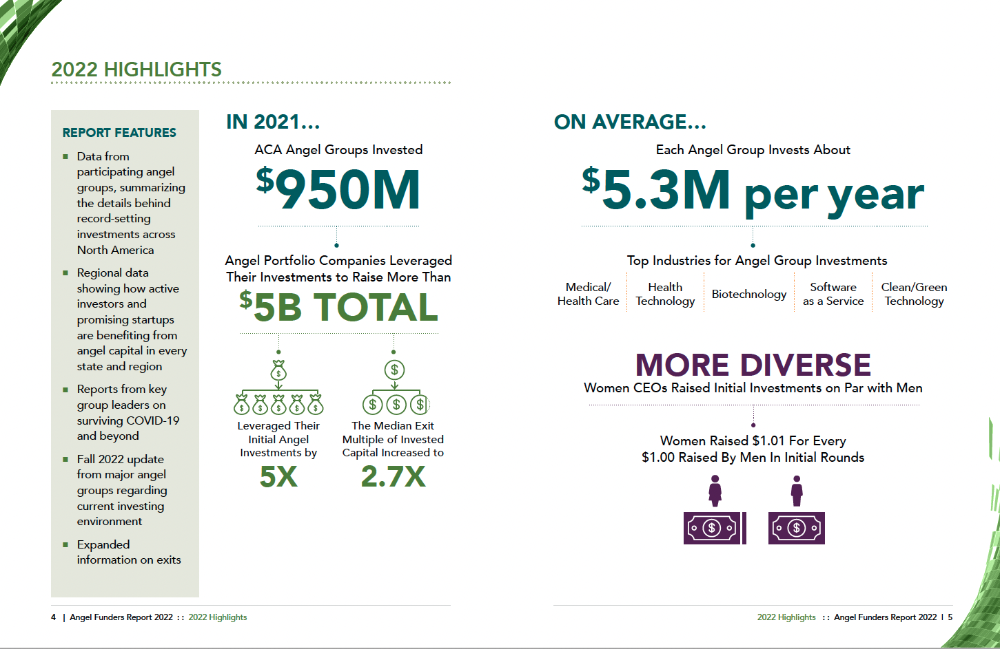 2022 HIGHLIGHTS
REPORT FEATURES
■ Data from
participating angel
groups, summarizing
the details behind
record-setting
investments across
North America
■ Regional data
showing how active
investors and
promising startups
are benefiting from
angel capital in every
state and region
■ Reports from key
group leaders on
surviving COVID-19
and beyond
■ Fall 2022 update
from major angel
groups regarding
current investing
environment
■ Expanded
information on exits
IN 2021...
ACA Angel Groups Invested
$950M
Angel Portfolio Companies Leveraged
Their Investments to Raise More Than
$5B TOTAL
Leveraged Their
Initial Angel
Investments by
5X
The Median Exit
Multiple of Invested
Capital Increased to
2.7X
4 | Angel Funders Report 2022 :: 2022 Highlights
ON AVERAGE...
Each Angel Group Invests About
$5.3M per year
Top Industries for Angel Group Investments
Medical/
Health Care
Health
Technology
Biotechnology
Software
as a Service
Clean/Green
Technology
MORE DIVERSE
Women CEOs Raised Initial Investments on Par with Men
Women Raised $1.01 For Every
$1.00 Raised By Men In Initial Rounds
2022 Highlights :: Angel Funders Report 2022 | 5